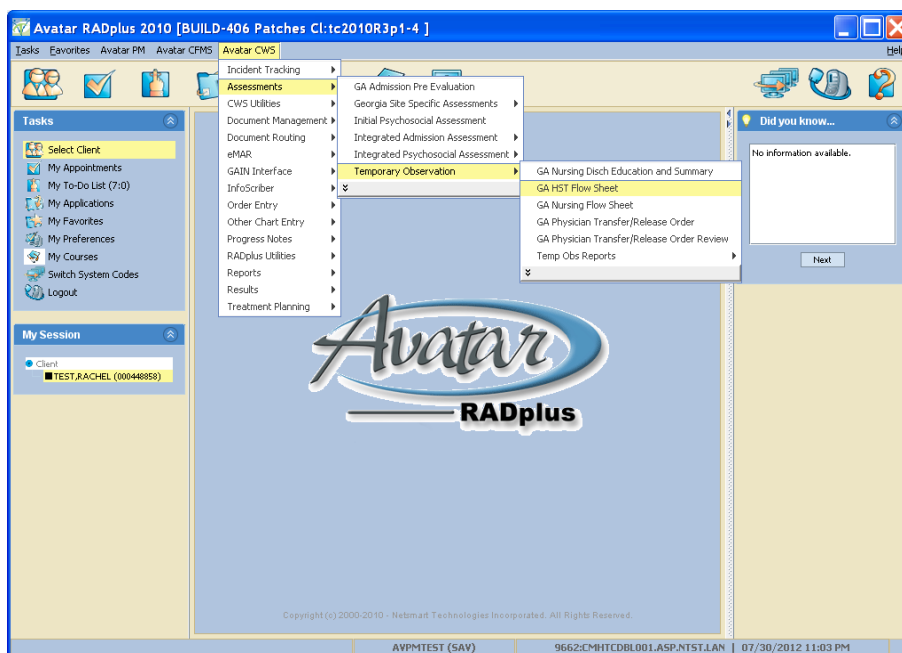 Avatar RADplus 2010 [BUILD-406 Patches Cl:tc2010R3p1-4 ]
Tasks Favorites Avatar PM Avatar CFMS Avatar CWS Help
Tasks
Select Client
My Appointments
My To-Do List (7:0)
My Applications
My Favorites
My Preferences
My Courses
Switch System Codes
Logout
My Session
Client
TEST,RACHEL (000448858)
Incident Tracking
Assessments
CWS Utilities
Document Management
Document Routing
eMAR
GAIN Interface
InfoScriber
Order Entry
Other Chart Entry
Progress Notes
RADplus Utilities
Reports
Results
Treatment Planning
GA Admission Pre Evaluation
Georgia Site Specific Assessments
Initial Psychosocial Assessment
Integrated Admission Assessment
Integrated Psychosocial Assessment
Temporary Observation
GA Nursing Disch Education and Summary
GA HST Flow Sheet
GA Nursing Flow Sheet
GA Physician Transfer/Release Order
GA Physician Transfer/Release Order Review
Temp Obs Reports
Did you know...
No information available.
Next
Avatar
RADplus
Copyright (c) 2000-2010 - Netsmart Technologies Incorporated. All Rights Reserved.
AVPMTEST (SAV) 9662:CMHTCDBL001.ASP.NTST.LAN 07/30/2012 11:03 PM